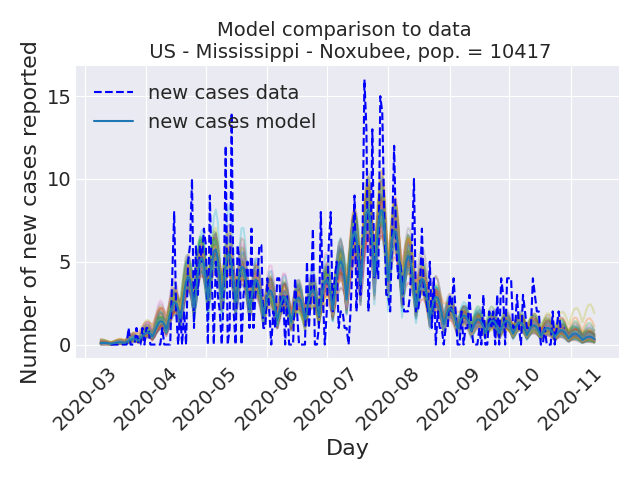 Model comparison to data
US - Mississippi - Noxubee, pop. = 10417
Number of new cases reported
15
10
5
0
new cases data
new cases model
2020-03
2020-04
2020-05
2020-06
2020-07
2020-08
2020-09
2020-10
2020-11
Day